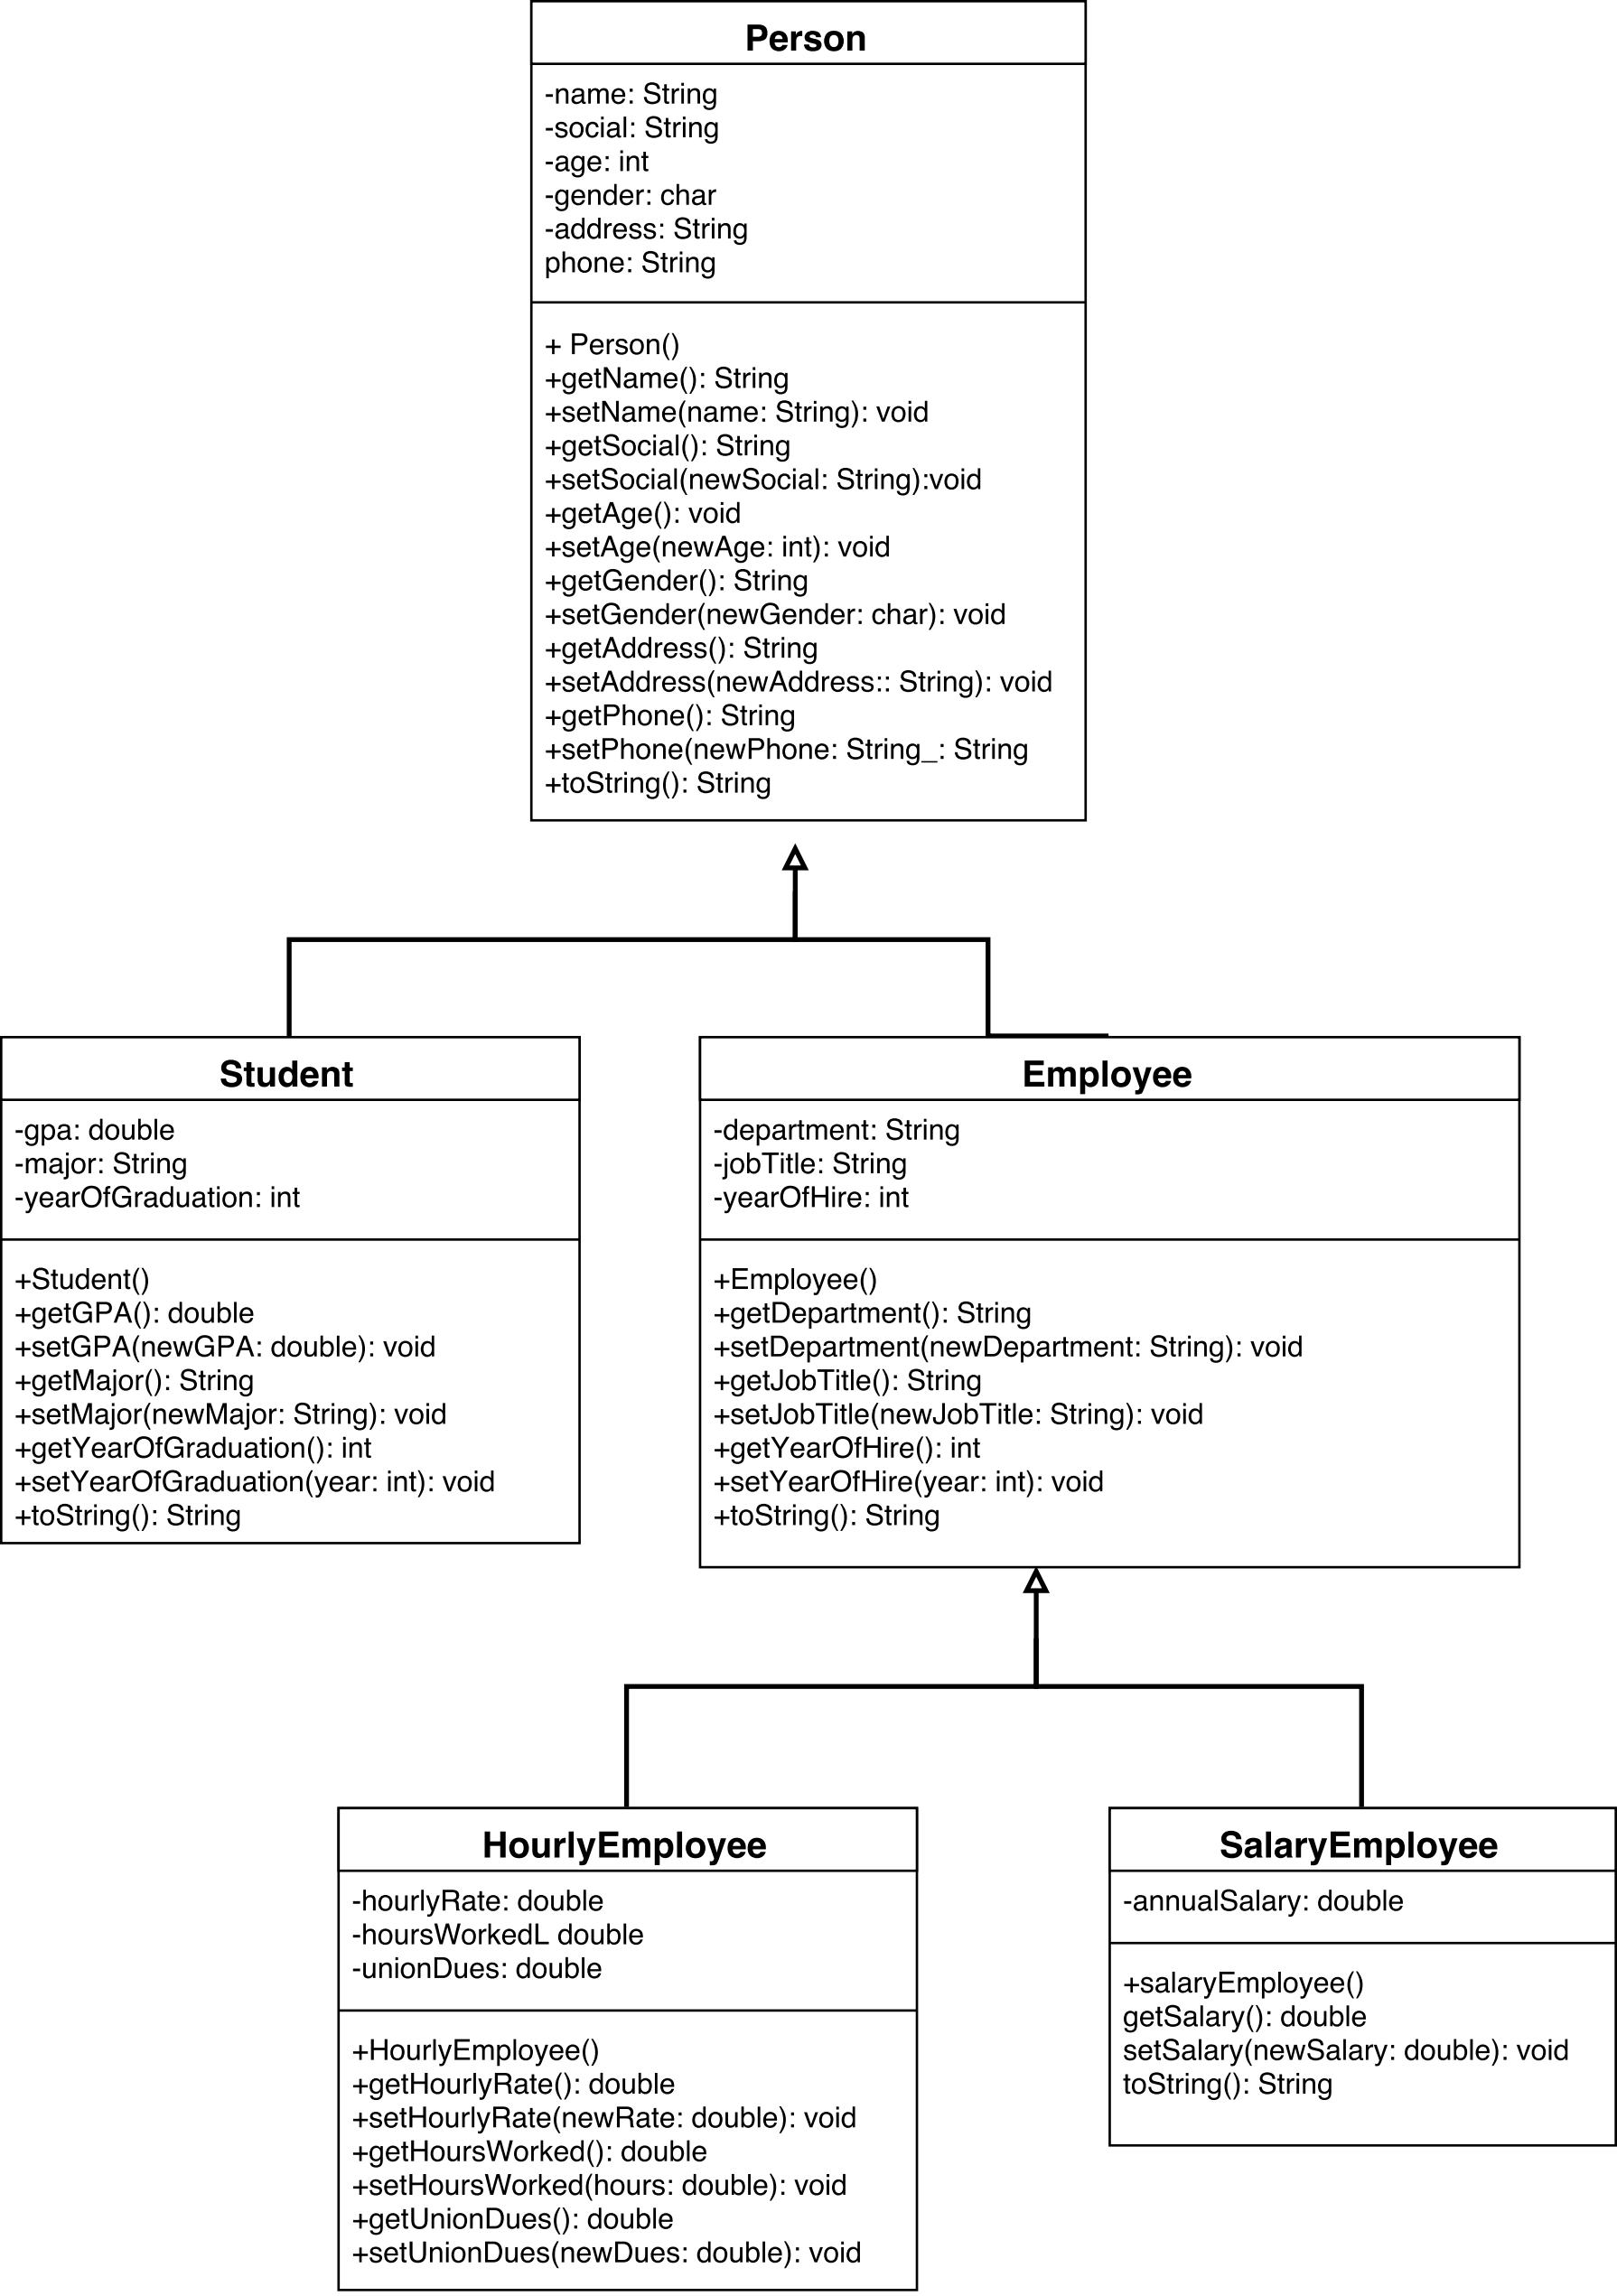 Person
-name: String
-social: String
-age: int
-gender: char
-address: String
phone: String
+ Person()
+getName(): String
+setName(name: String): void
+getSocial(): String
+setSocial(newSocial: String):void
+getAge(): void
+setAge(newAge: int): void
+getGender(): String
+setGender(newGender: char): void
+getAddress(): String
+setAddress(newAddress:: String): void
+getPhone(): String
+setPhone(newPhone: String_: String
+toString(): String
Student
-gpa: double
-major: String
-yearOfGraduation: int
+Student()
+getGPA(): double
+setGPA(newGPA: double): void
+getMajor(): String
+setMajor(newMajor: String): void
+getYearOfGraduation(): int
+setYearOfGraduation(year: int): void
+toString(): String
Employee
-department: String
-jobTitle: String
-yearOfHire: int
+Employee()
+getDepartment(): String
+setDepartment(newDepartment: String): void
+getJobTitle(): String
+setJobTitle(newJobTitle: String): void
+getYearOfHire(): int
+setYearOfHire(year: int): void
+toString(): String
HourlyEmployee
-hourlyRate: double
-hoursWorkedL double
-unionDues: double
+HourlyEmployee()
+getHourlyRate(): double
+setHourlyRate(newRate: double): void
+getHoursWorked(): double
+setHoursWorked(hours: double): void
+getUnionDues(): double
+setUnionDues(newDues: double): void
SalaryEmployee
-annualSalary: double
+salaryEmployee()
getSalary(): double
setSalary(newSalary: double): void
toString(): String